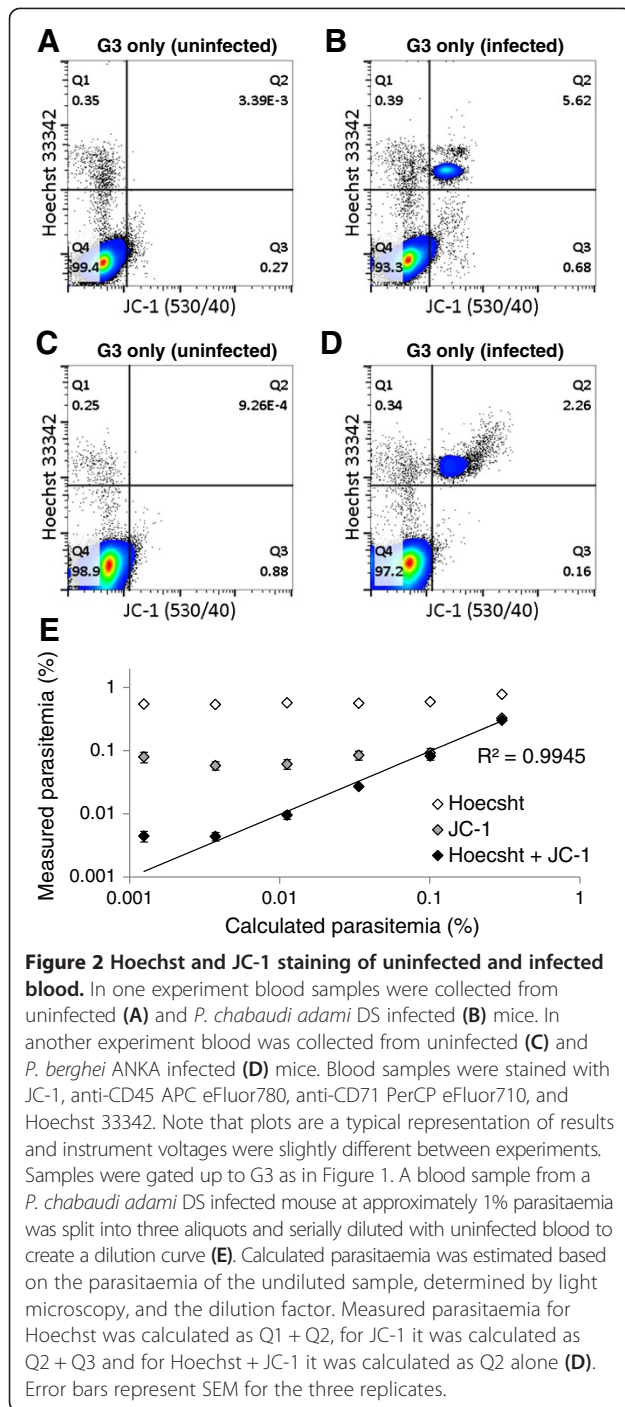 A
G3 only (uninfected)
Q1
0.35
Q2
3.39E-3
Q4
99.4
Q3
0.27
Hoechst 33342
JC-1 (530/40)
B
G3 only (infected)
Q1
0.39
Q2
5.62
Q4
93.3
Q3
0.68
Hoechst 33342
JC-1 (530/40)
C
G3 only (uninfected)
Q1
0.25
Q2
9.26E-4
Q4
98.9
Q3
0.88
Hoechst 33342
JC-1 (530/40)
D
G3 only (infected)
Q1
0.34
Q2
2.26
Q4
97.2
Q3
0.16
Hoechst 33342
JC-1 (530/40)
E
Measured parasitemia (%)
1
0.1
0.01
0.001
R² = 0.9945
Hoecsht
JC-1
Hoecsht + JC-1
0.001 0.01 0.1 1
Calculated parasitemia (%)
Figure 2 Hoechst and JC-1 staining of uninfected and infected
blood. In one experiment blood samples were collected from
uninfected (A) and P. chabaudi adami DS infected (B) mice. In
another experiment blood was collected from uninfected (C) and
P. berghei ANKA infected (D) mice. Blood samples were stained with
JC-1, anti-CD45 APC eFluor780, anti-CD71 PerCP eFluor710, and
Hoechst 33342. Note that plots are a typical representation of results
and instrument voltages were slightly different between experiments.
Samples were gated up to G3 as in Figure 1. A blood sample from a
P. chabaudi adami DS infected mouse at approximately 1% parasitaemia
was split into three aliquots and serially diluted with uninfected blood to
create a dilution curve (E). Calculated parasitaemia was estimated based
on the parasitaemia of the undiluted sample, determined by light
microscopy, and the dilution factor. Measured parasitaemia for
Hoechst was calculated as Q1 + Q2, for JC-1 it was calculated as
Q2 + Q3 and for Hoechst + JC-1 it was calculated as Q2 alone (D).
Error bars represent SEM for the three replicates.